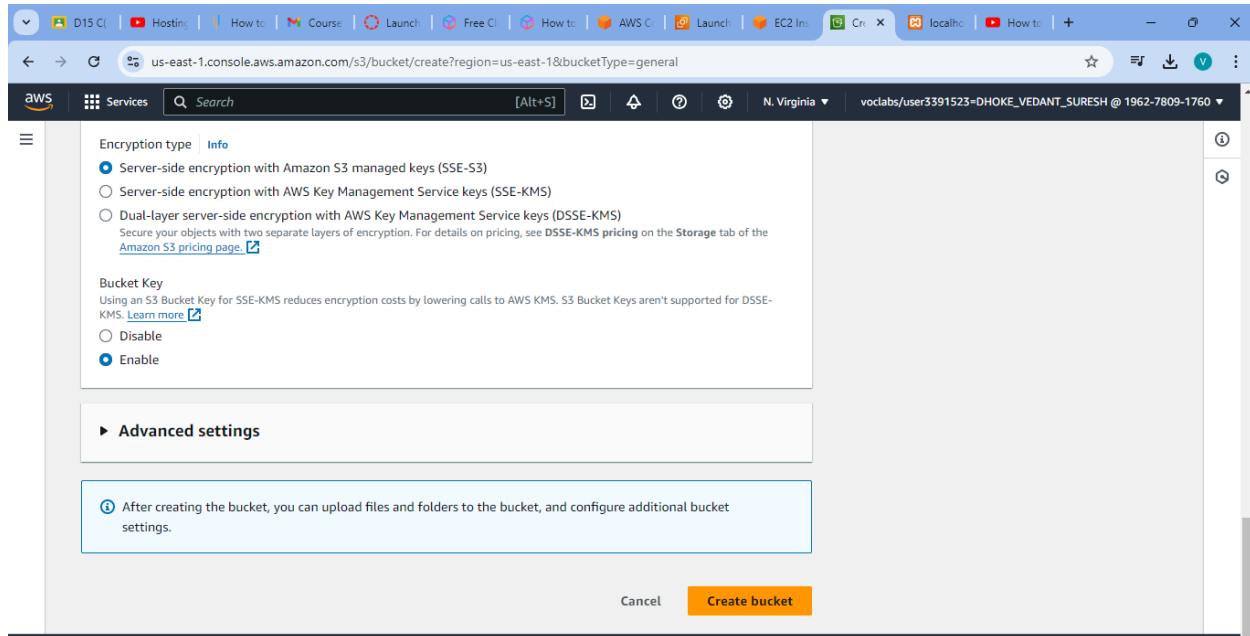 D15 C(
Hosting
How to
Course
Launch
Free Cl
How to
AWS C
Launch
EC2 Ins
Cre
localho
How to
us-east-1.console.aws.amazon.com/s3/bucket/create?region=us-east-1&bucketType=general
V
aws
Services
Search
[Alt+S]
N. Virginia
voclabs/user3391523=DHOKE_VEDANT_SURESH @ 1962-7809-1760
Encryption type Info
Server-side encryption with Amazon S3 managed keys (SSE-S3)
Server-side encryption with AWS Key Management Service keys (SSE-KMS)
Dual-layer server-side encryption with AWS Key Management Service keys (DSSE-KMS)
Secure your objects with two separate layers of encryption. For details on pricing, see DSSE-KMS pricing on the Storage tab of the
Amazon S3 pricing page.
Bucket Key
Using an S3 Bucket Key for SSE-KMS reduces encryption costs by lowering calls to AWS KMS. S3 Bucket Keys aren't supported for DSSE-
KMS. Learn more
Disable
Enable
Advanced settings
After creating the bucket, you can upload files and folders to the bucket, and configure additional bucket
settings.
Cancel
Create bucket